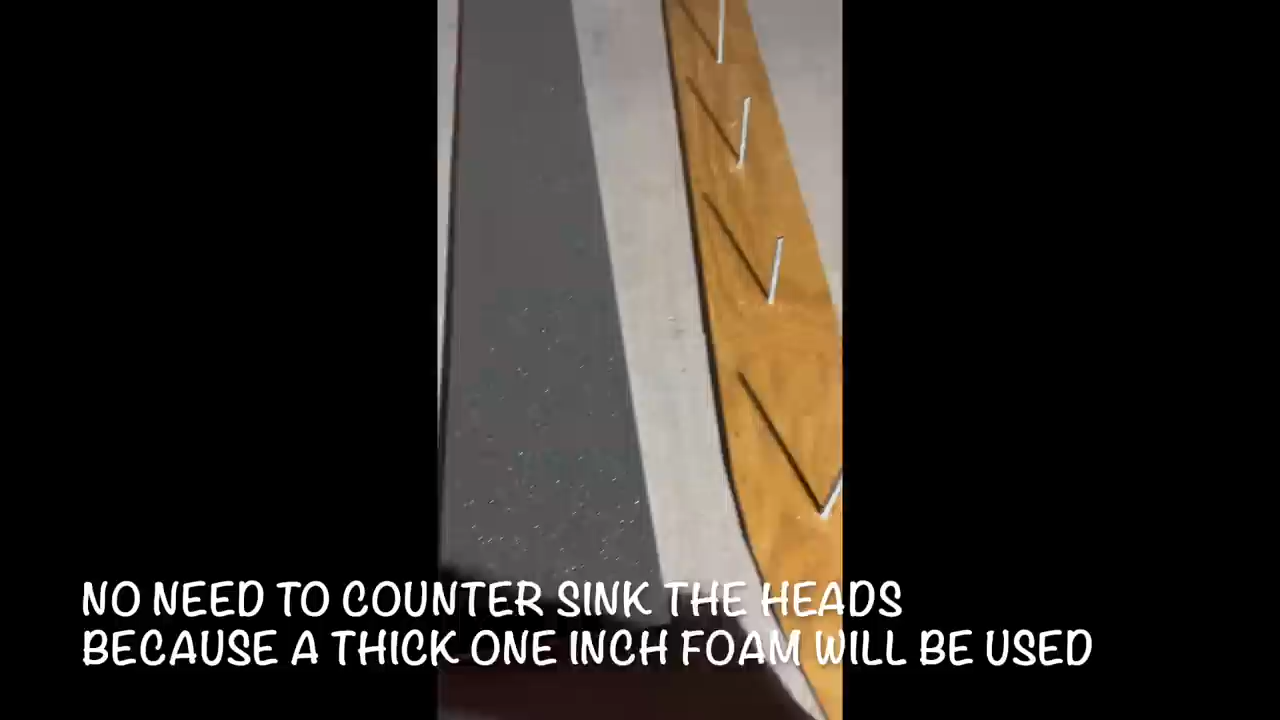 NO NEED TO COUNTER SINK THE HEADS
BECAUSE A THICK ONE INCH FOAM WILL BE USED